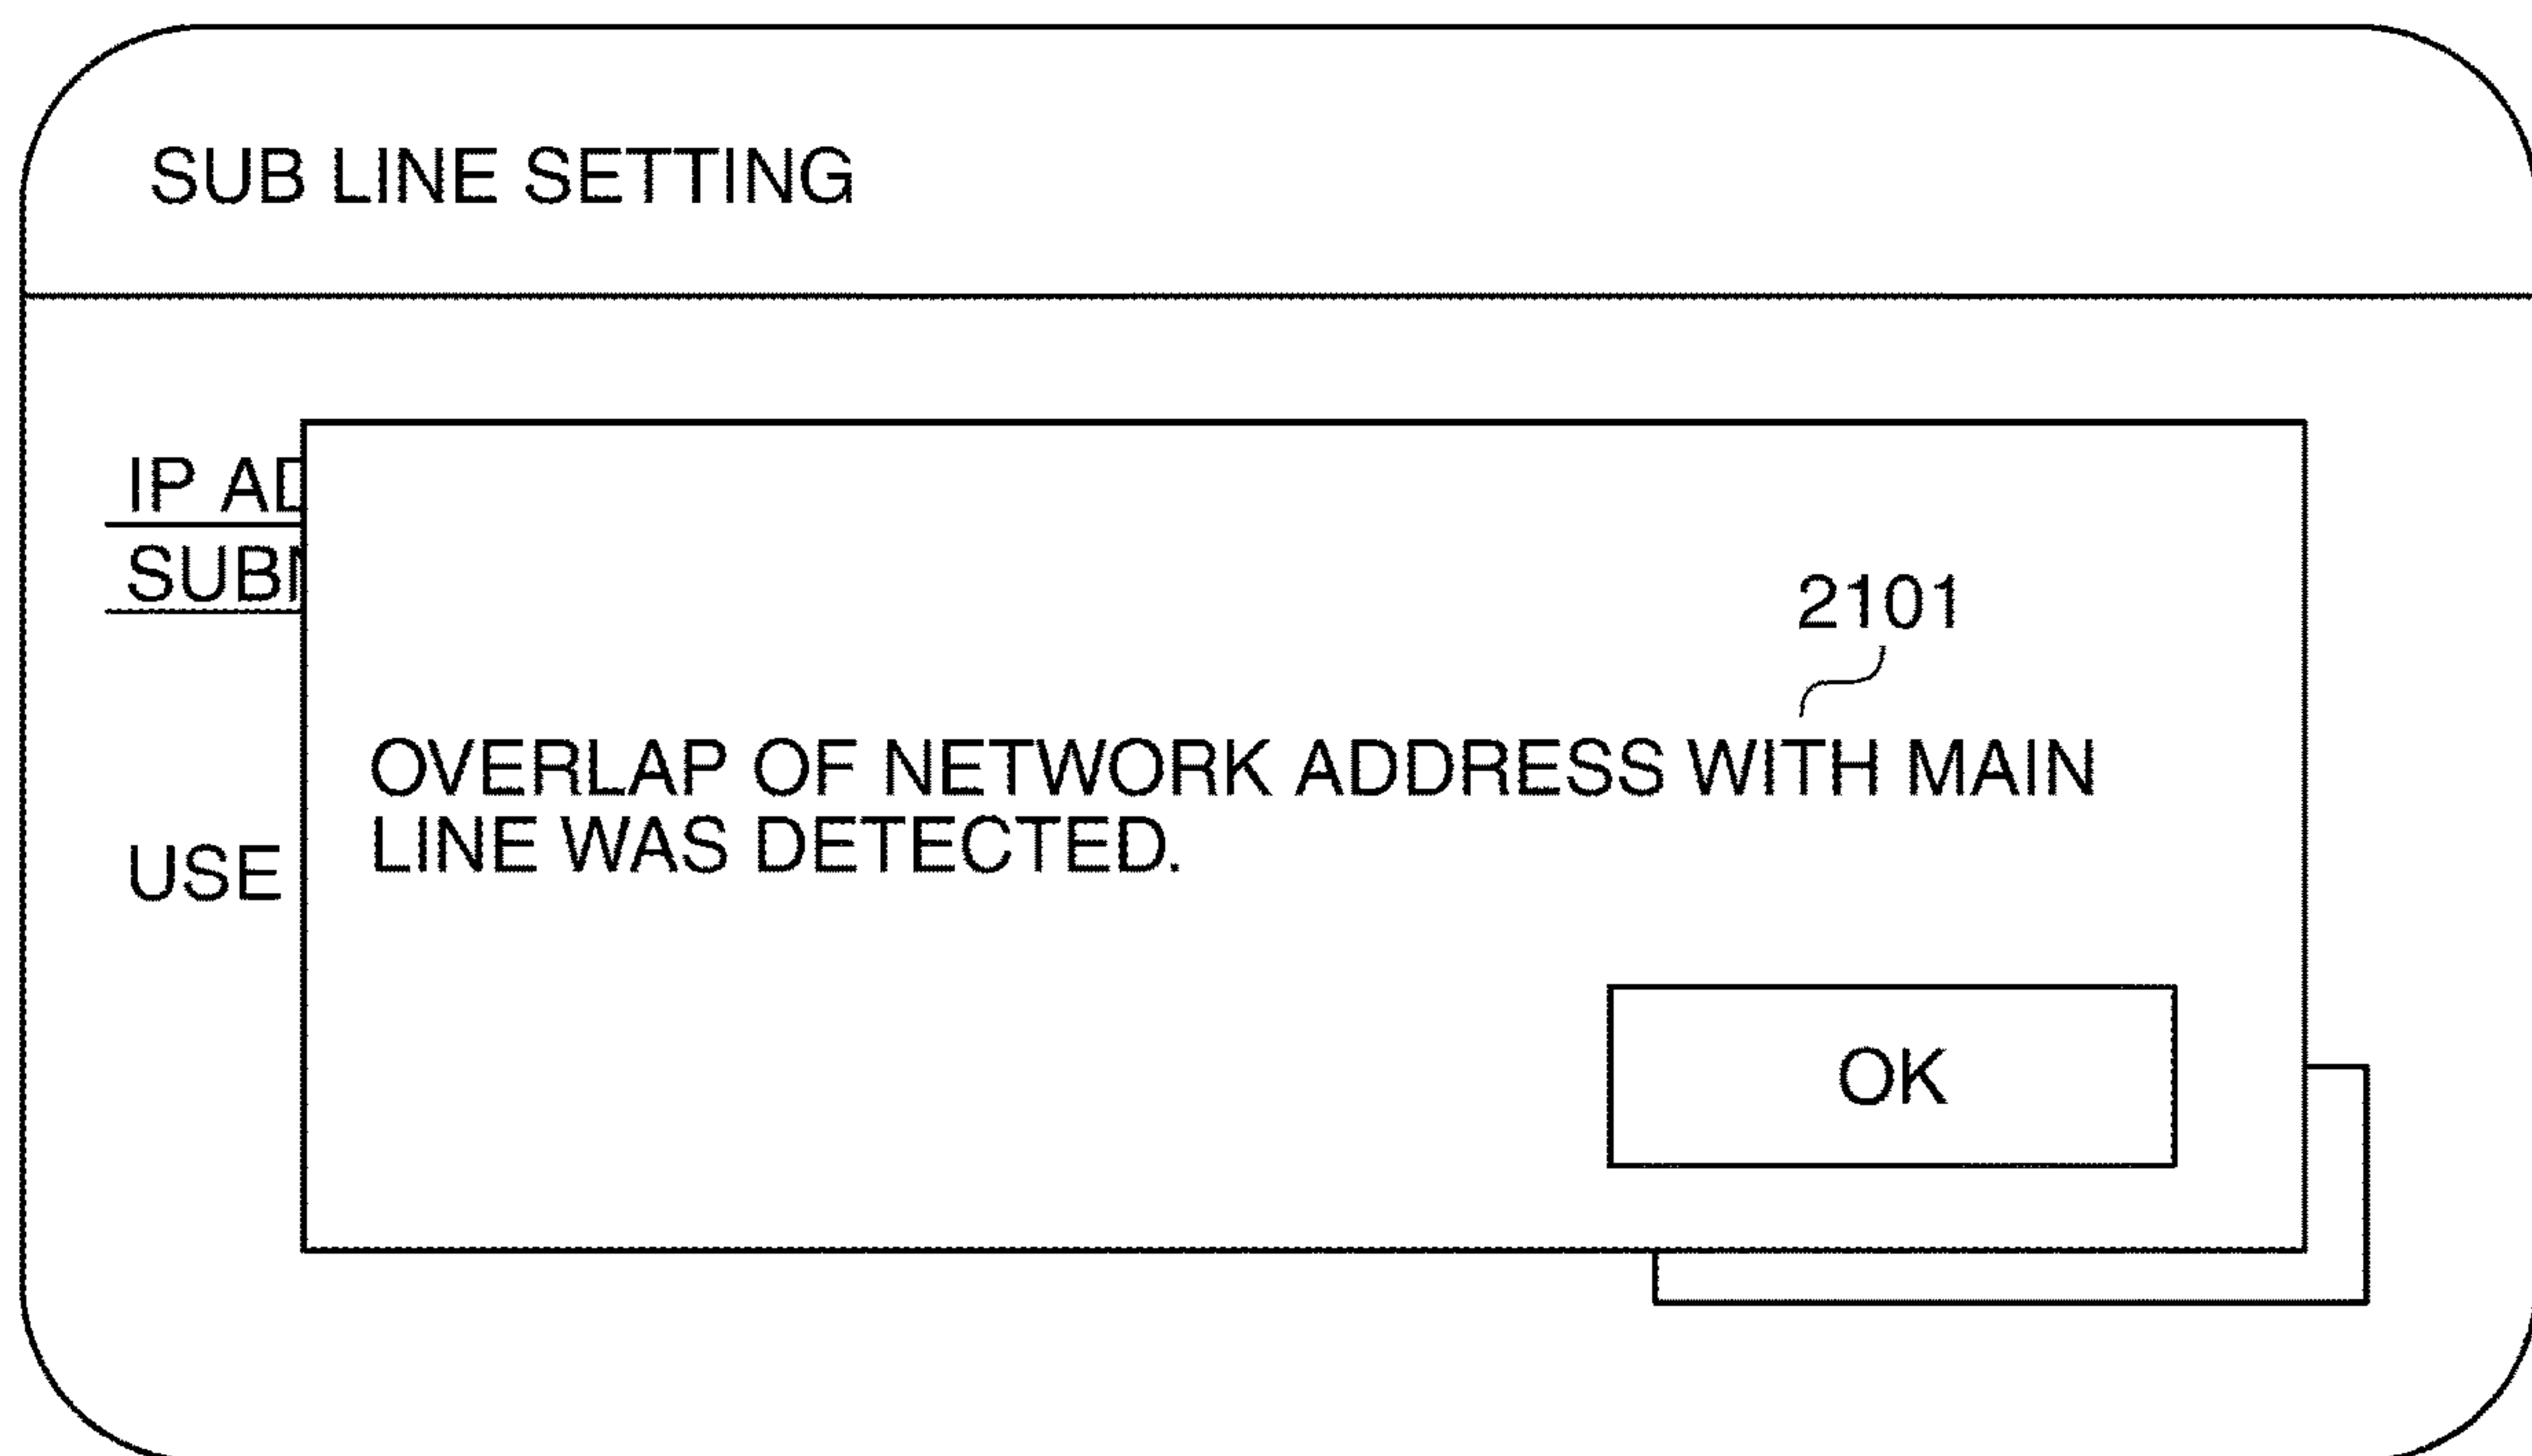 SUB LINE SETTING
IP AD
SUBN
2101
OVERLAP OF NETWORK ADDRESS WITH MAIN
LINE WAS DETECTED.
USE
OK